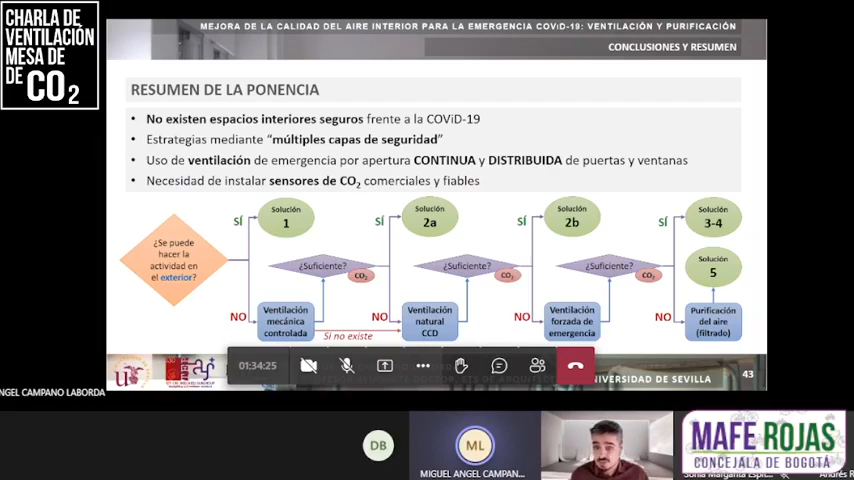 CHARLA DE
VENTILACIÓN
MESA DE
DE CO2
MEJORA DE LA CALIDAD DEL AIRE INTERIOR PARA LA EMERGENCIA COViD-19: VENTILACIÓN Y PURIFICACIÓN
CONCLUSIONES Y RESUMEN
RESUMEN DE LA PONENCIA
• No existen espacios interiores seguros frente a la COViD-19
• Estrategias mediante "múltiples capas de seguridad"
• Uso de ventilación de emergencia por apertura CONTINUA y DISTRIBUIDA de puertas y ventanas
• Necesidad de instalar sensores de CO2 comerciales y fiables
¿Se puede
hacer la
actividad en
el exterior?
SÍ
Solución
1
SÍ
Solución
2a
SÍ
Solución
2b
SÍ
Solución
3-4
¿Suficiente?
CO2
¿Suficiente?
CO2
¿Suficiente?
CO2
Solución
5
NO
Ventilación
mecánica
controlada
Si no existe
NO
Ventilación
natural
CCD
NO
Ventilación
forzada de
emergencia
NO
Purificación
del aire
(filtrado)
01:34:25
UNIVERSIDAD DE SEVILLA
43
ANGEL CAMPANO LABORDA
DB
ML
MIGUEL ANGEL CAMPAN...
MAFE ROJAS
CONCEJALA DE BOGOTÁ